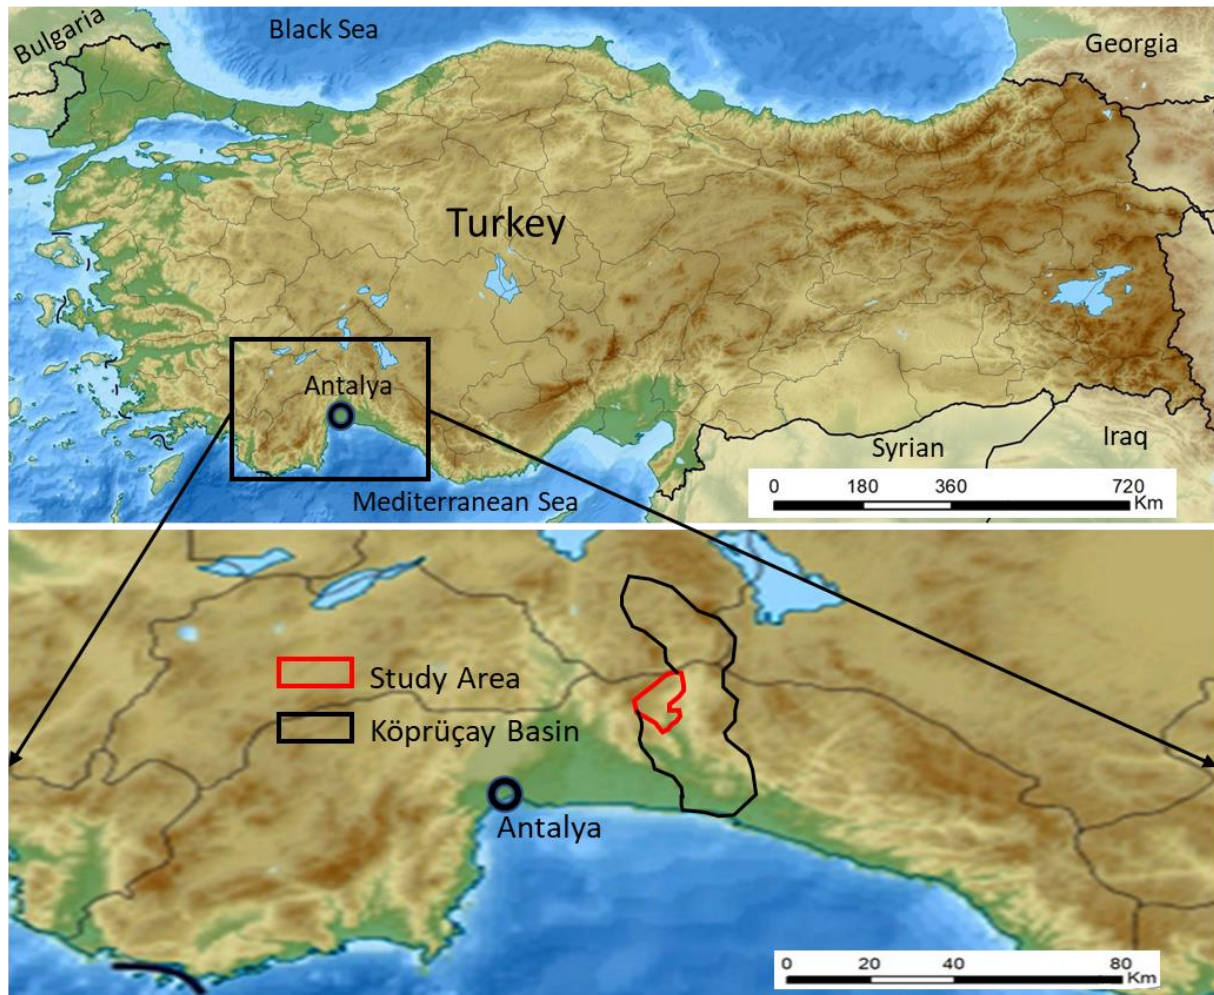 Bulgaria
Black Sea
Georgia
Turkey
Antalya
Syrian
Iraq
Mediterranean Sea
0 180 360 720
Km
Study Area
Köprüçay Basin
Antalya
0 20 40 80
Km